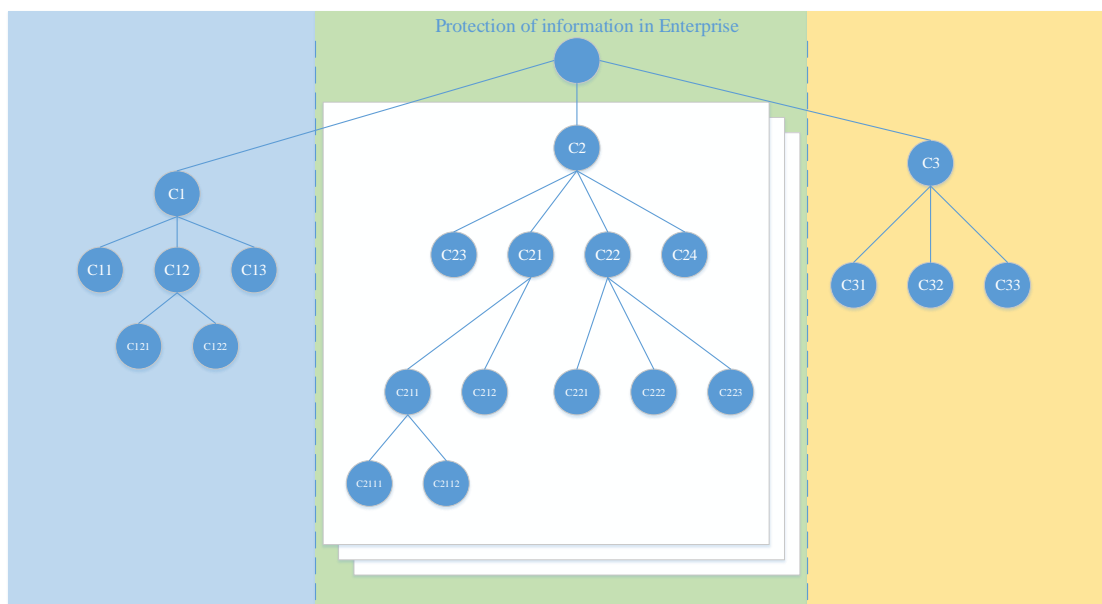 Protection of information in Enterprise
C2
C3
C1
C23 C21 C22 C24
C11 C12 C13
C31 C32 C33
C121 C122
C211 C212 C221 C222 C223
C2111 C2112